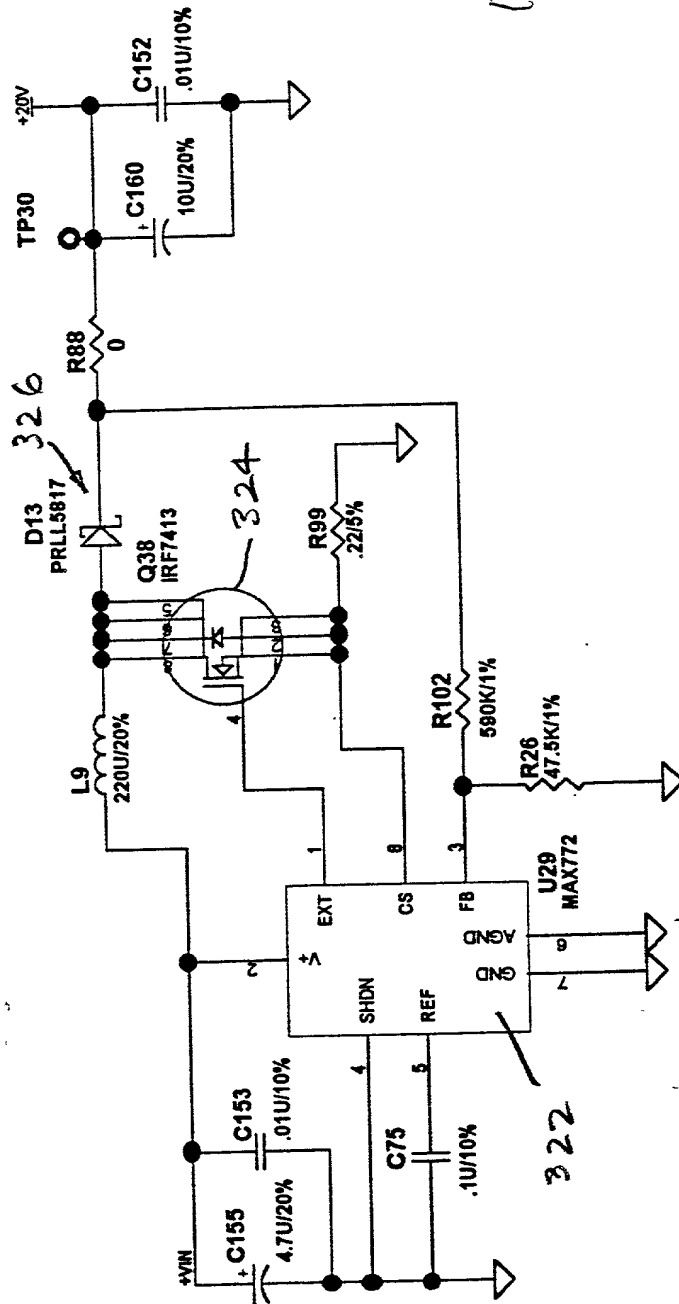 +20V
TP30
C152
.01U/10%
C160
+
10U/20%
R88
0
326
D13
PRLL5817
Q38
IRF7413
324
4
R99
.22/5%
L9
220U/20%
R102
590K/1%
R26
47.5K/1%
1
8
3
EXT
CS
FB
U29
MAX772
2
V+
SHDN
REF
GND
AGND
7
6
4
5
322
+VIN
C153
.01U/10%
C155
+
4.7U/20%
C75
.1U/10%